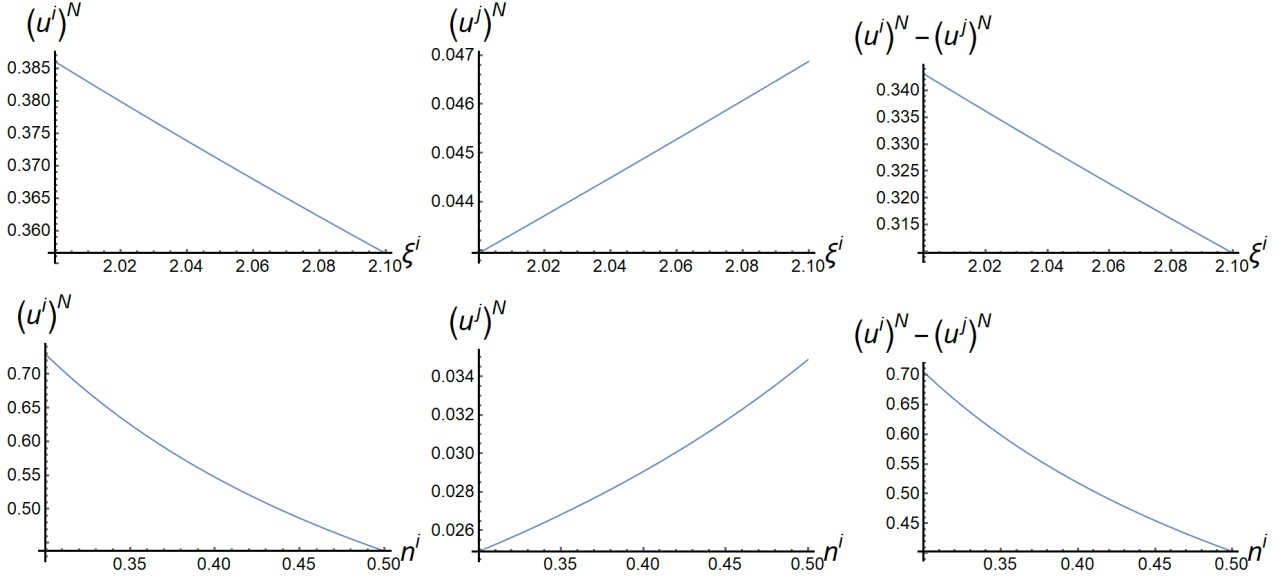 (u^i)^N
0.385
0.380
0.375
0.370
0.365
0.360
2.02 2.04 2.06 2.08 2.10 ξ^i
(u^j)^N
0.047
0.046
0.045
0.044
2.02 2.04 2.06 2.08 2.10 ξ^i
(u^i)^N – (u^j)^N
0.340
0.335
0.330
0.325
0.320
0.315
2.02 2.04 2.06 2.08 2.10 ξ^i
(u^i)^N
0.70
0.65
0.60
0.55
0.50
0.35 0.40 0.45 0.50 n^i
(u^j)^N
0.034
0.032
0.030
0.028
0.026
0.35 0.40 0.45 0.50 n^i
(u^i)^N – (u^j)^N
0.70
0.65
0.60
0.55
0.50
0.45
0.35 0.40 0.45 0.50 n^i